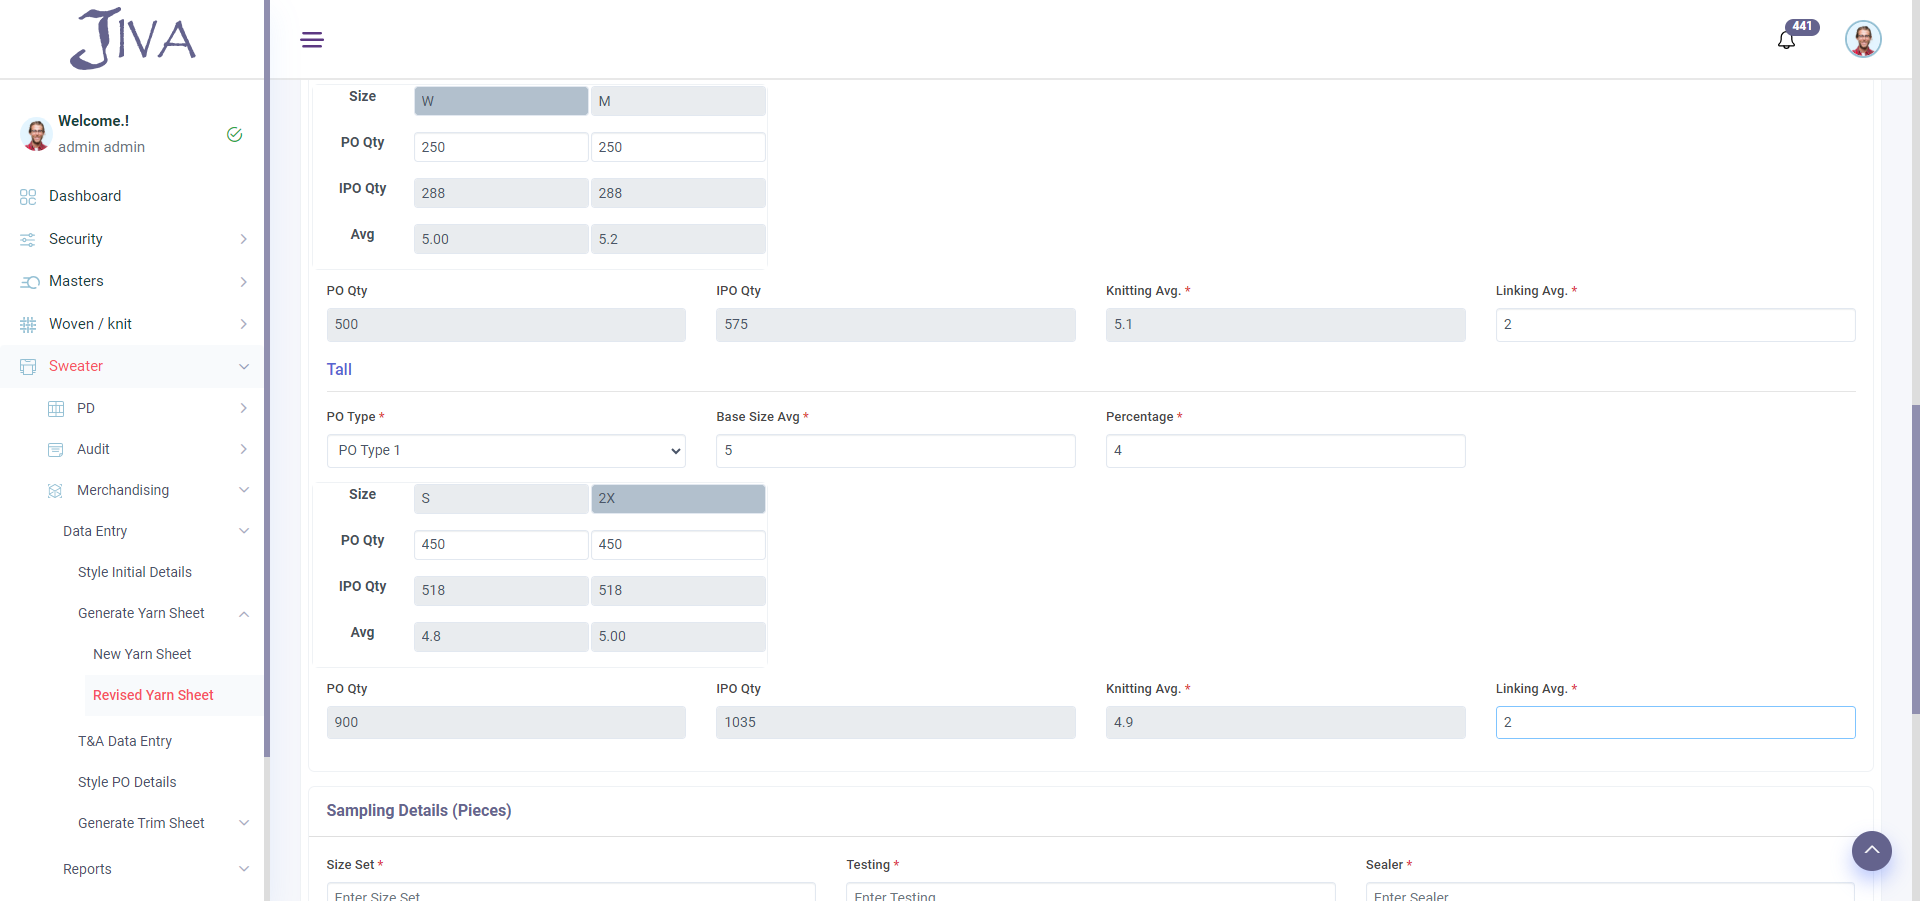 JIVA
441
Welcome.!
admin admin
Dashboard
Security
Masters
Woven / knit
Sweater
PD
Audit
Merchandising
Data Entry
Style Initial Details
Generate Yarn Sheet
New Yarn Sheet
Revised Yarn Sheet
T&A Data Entry
Style PO Details
Generate Trim Sheet
Reports
Size W M
PO Qty 250 250
IPO Qty 288 288
Avg 5.00 5.2
PO Qty IPO Qty Knitting Avg. * Linking Avg. *
500 575 5.1 2
Tall
PO Type * Base Size Avg * Percentage *
PO Type 1 5 4
Size S 2X
PO Qty 450 450
IPO Qty 518 518
Avg 4.8 5.00
PO Qty IPO Qty Knitting Avg. * Linking Avg. *
900 1035 4.9 2
Sampling Details (Pieces)
Size Set * Testing * Sealer *
Enter Size Set Enter Testing Enter Sealer